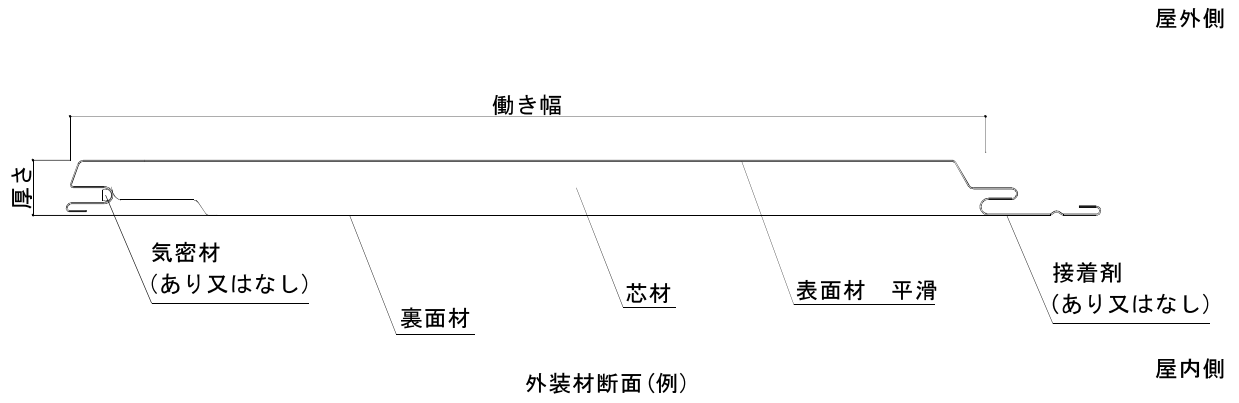 屋外側
働き幅
厚さ
気密材
(あり又はなし)
裏面材
芯材
表面材　平滑
接着剤
(あり又はなし)
屋内側
外装材断面(例)